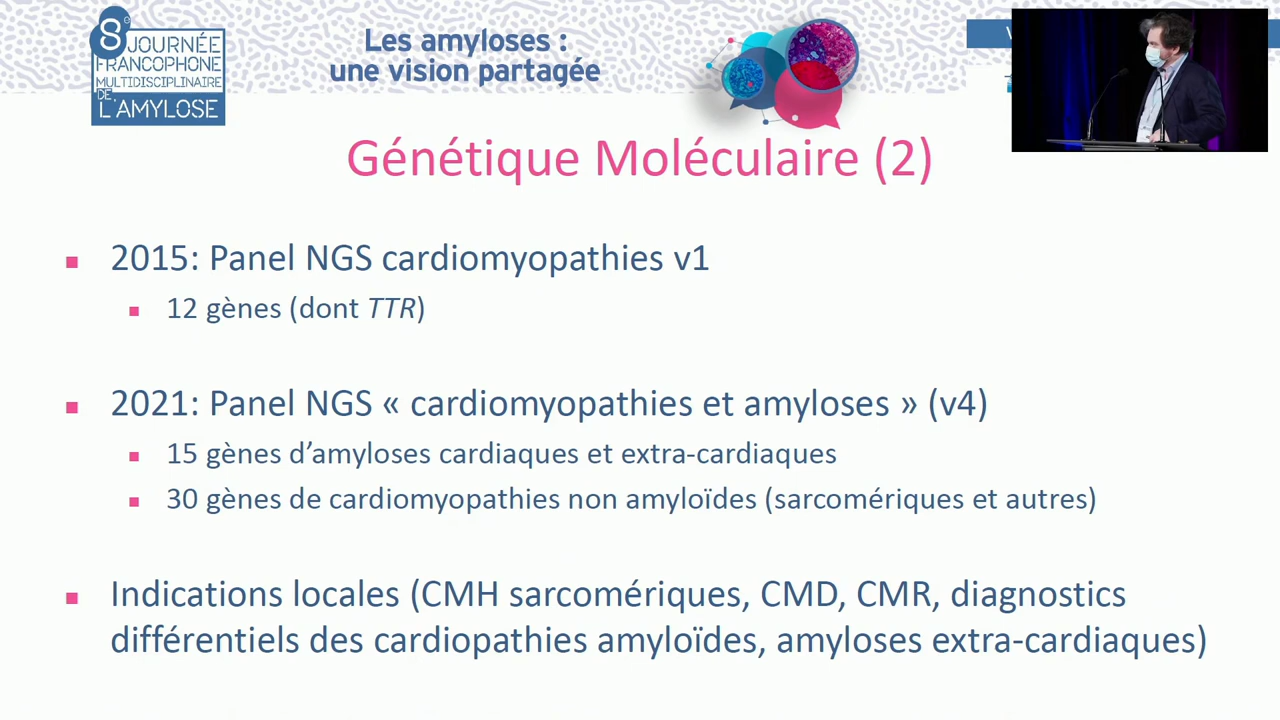 8e
JOURNÉE
FRANCOPHONE
MULTIDISCIPLINAIRE
DE
L'AMYLOSE
Les amyloses :
une vision partagée
Génétique Moléculaire (2)
2015: Panel NGS cardiomyopathies v1
12 gènes (dont TTR)
2021: Panel NGS « cardiomyopathies et amyloses » (v4)
15 gènes d’amyloses cardiaques et extra-cardiaques
30 gènes de cardiomyopathies non amyloïdes (sarcomériques et autres)
Indications locales (CMH sarcomériques, CMD, CMR, diagnostics
différentiels des cardiopathies amyloïdes, amyloses extra-cardiaques)